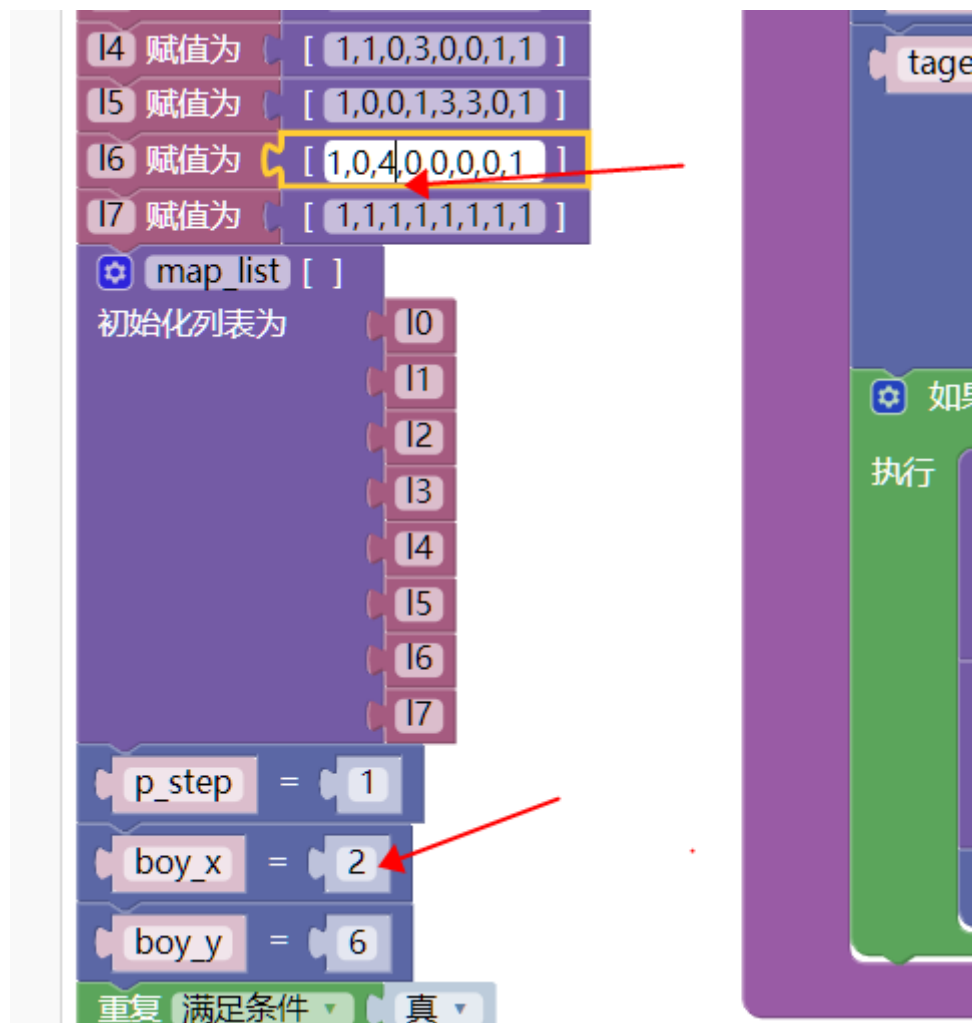 l4 赋值为 [ 1,1,0,3,0,0,1,1 ]
tage
l5 赋值为 [ 1,0,0,1,3,3,0,1 ]
l6 赋值为 [ 1,0,4,0,0,0,0,1 ]
l7 赋值为 [ 1,1,1,1,1,1,1,1 ]
map_list [ ]
初始化列表为 l0
l1
如果
l2
执行
l3
l4
l5
l6
l7
p_step = 1
boy_x = 2
boy_y = 6
重复 满足条件 真